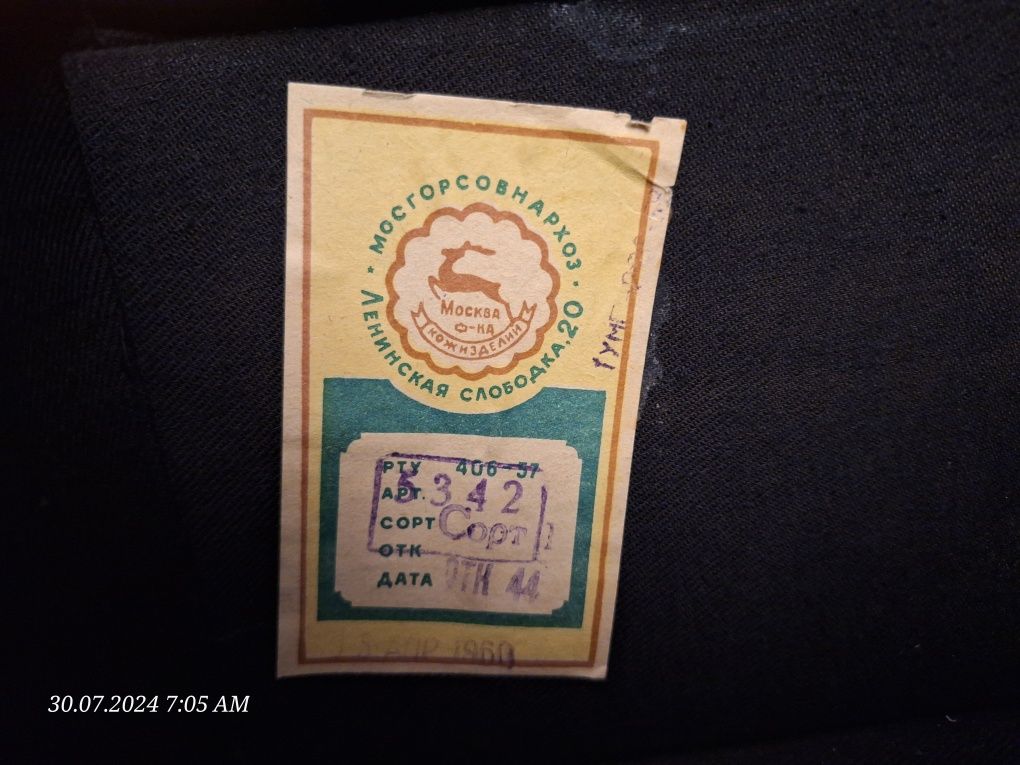 МОСГОРСОВНАРХОЗ
ЛЕНИНСКАЯ СЛОБОДКА, 20
МОСКВА
Ф-КА
КОЖИЗДЕЛИЙ
РТУ 406-57
АРТ. 5342
СОРТ Сорт 1
ОТК
ДАТА ОТК 44
АПР 1960
30.07.2024 7:05 AM